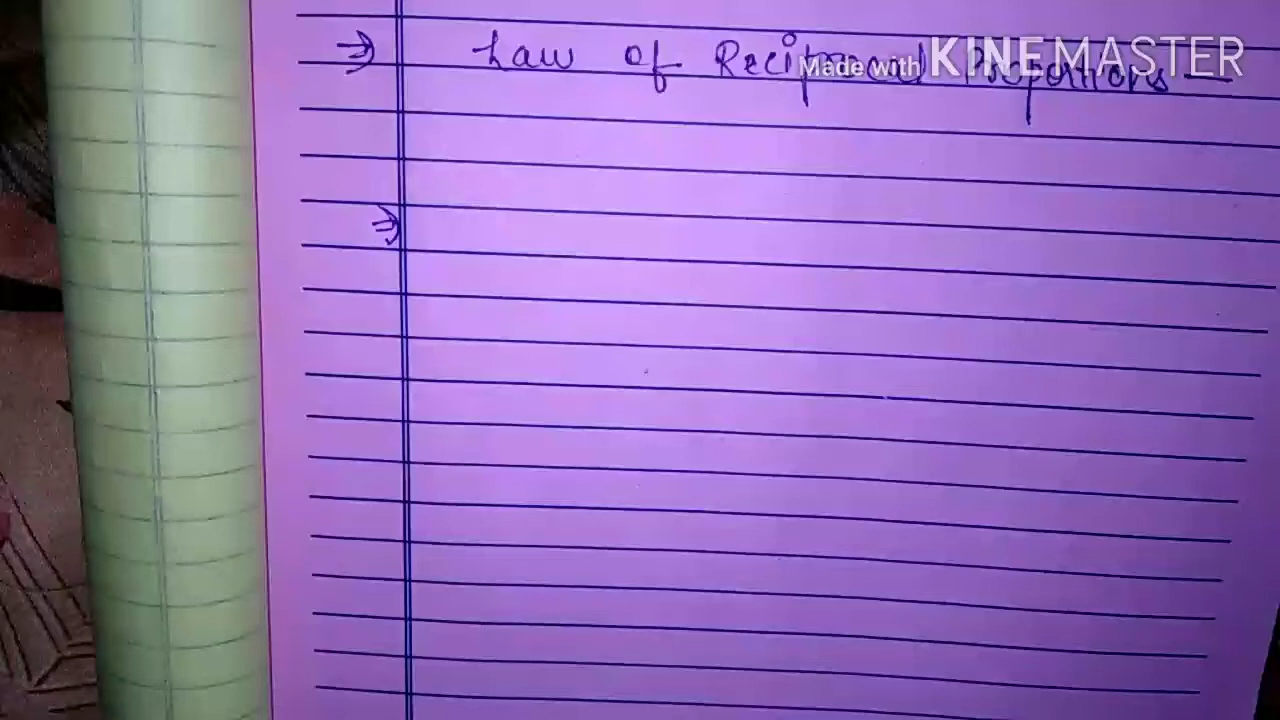 ⇒ Law of Reciprocal Proportions —
Made with KINEMASTER
⇒